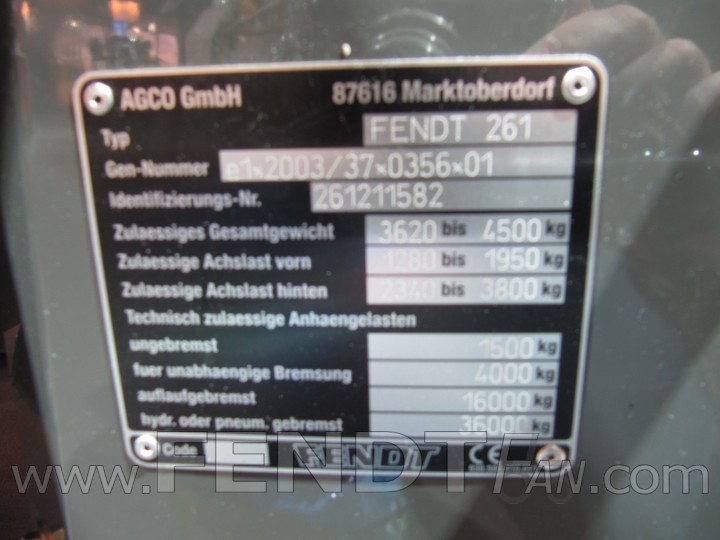 AGCO GmbH 87616 Marktoberdorf
Typ FENDT 261
Gen-Nummer e1*2003/37*0356*01
Identifizierungs-Nr. 261211582
Zulaessiges Gesamtgewicht 3620 bis 4500 kg
Zulaessige Achslast vorn 1280 bis 1950 kg
Zulaessige Achslast hinten 2340 bis 3800 kg
Technisch zulaessige Anhaengelasten
ungebremst 1500 kg
fuer unabhaengige Bremsung 4000 kg
auflaufgebremst 16000 kg
hydr. oder pneum. gebremst 36000 kg
Code FENDT CE
www.FENDTFAN.com